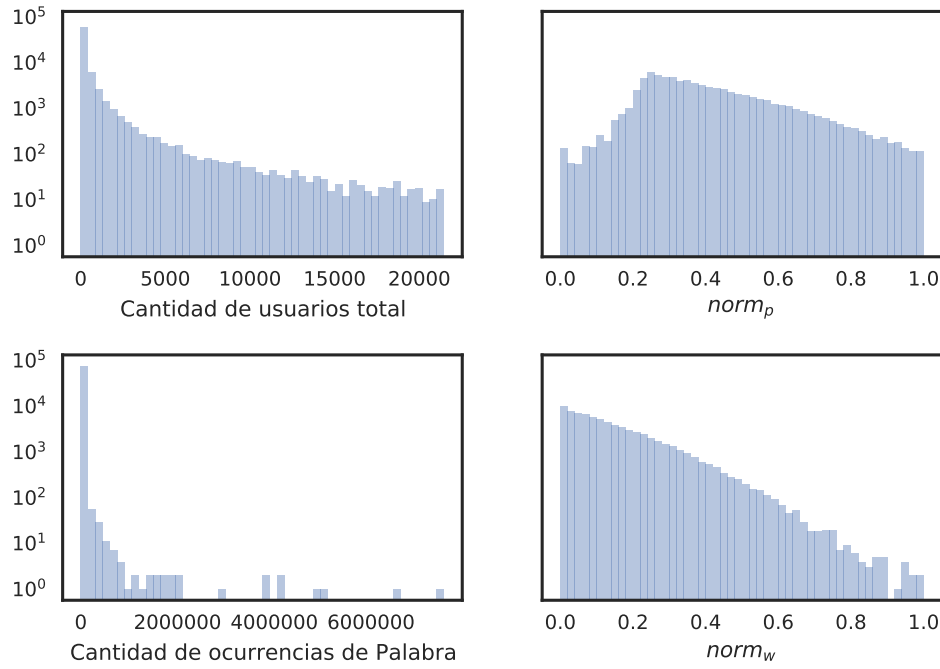 10^5
10^4
10^3
10^2
10^1
10^0
0 5000 10000 15000 20000
Cantidad de usuarios total
0.0 0.2 0.4 0.6 0.8 1.0
norm_p
10^5
10^4
10^3
10^2
10^1
10^0
0 2000000 4000000 6000000
Cantidad de ocurrencias de Palabra
0.0 0.2 0.4 0.6 0.8 1.0
norm_w